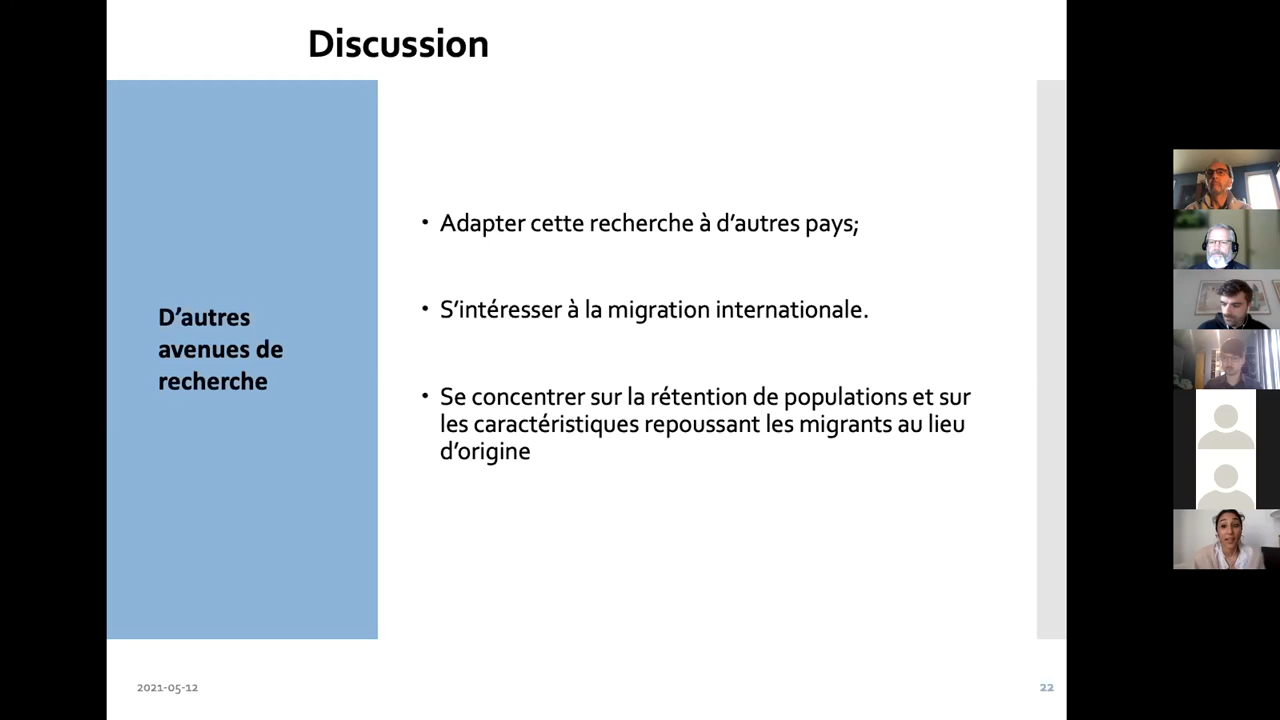 Discussion
D’autres
avenues de
recherche
• Adapter cette recherche à d’autres pays;
• S’intéresser à la migration internationale.
• Se concentrer sur la rétention de populations et sur
les caractéristiques repoussant les migrants au lieu
d’origine
2021-05-12
22